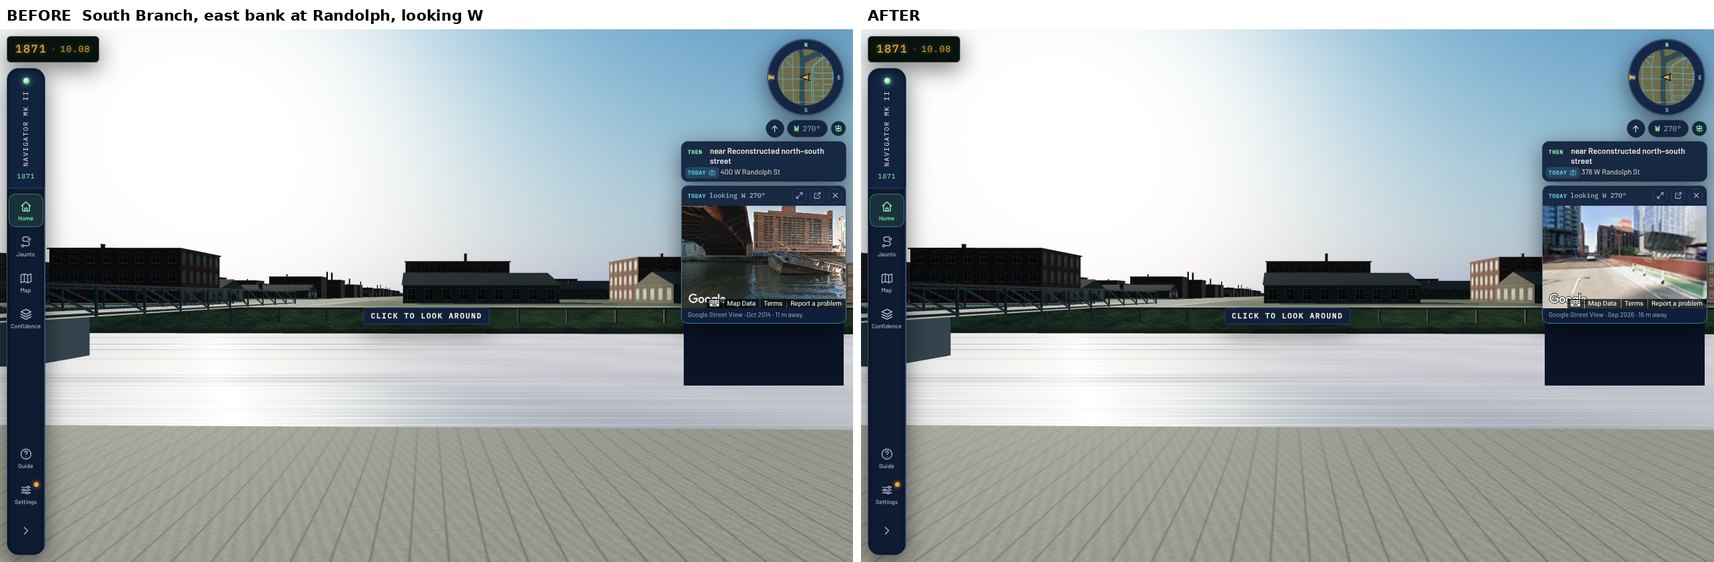 BEFORE South Branch, east bank at Randolph, looking W
1871 · 10.08
NAVIGATOR MK II
1871
Home
Jaunts
Map
Confidence
Guide
Settings
N
W
E
S
W 270°
THEN near Reconstructed north-south
street
TODAY 400 W Randolph St
TODAY looking W 270°
Google
Map Data
Terms
Report a problem
Google Street View · Oct 2014 · 11 m away
CLICK TO LOOK AROUND
AFTER
1871 · 10.08
NAVIGATOR MK II
1871
Home
Jaunts
Map
Confidence
Guide
Settings
N
W
E
S
W 270°
THEN near Reconstructed north-south
street
TODAY 378 W Randolph St
TODAY looking W 270°
Google
Map Data
Terms
Report a problem
Google Street View · Sep 2026 · 16 m away
CLICK TO LOOK AROUND